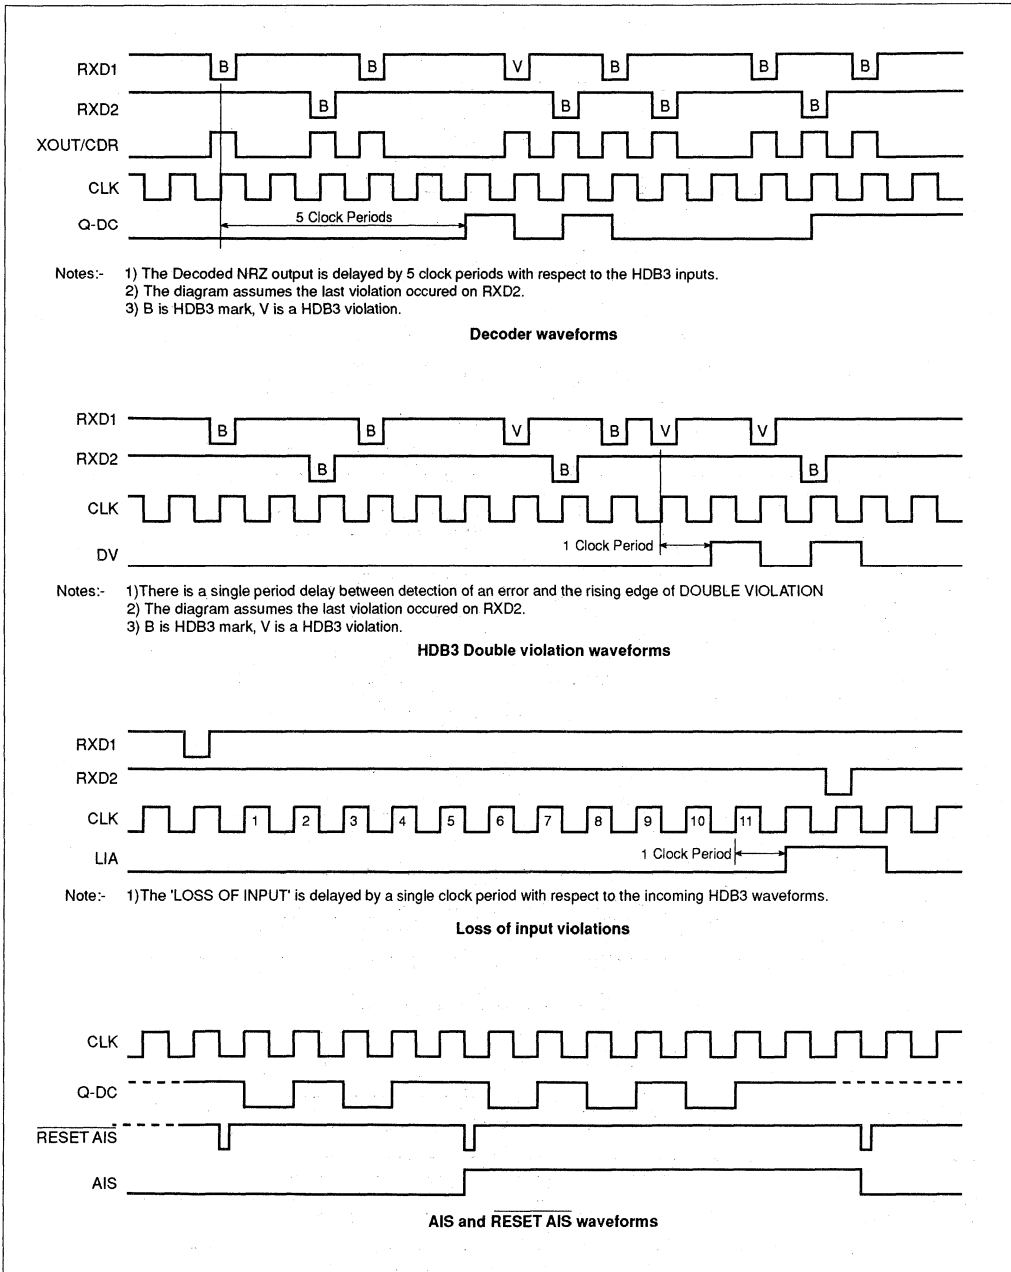 RXD1 B B V B B B
RXD2 B B B B
XOUT/CDR
CLK
Q-DC 5 Clock Periods
Notes:- 1) The Decoded NRZ output is delayed by 5 clock periods with respect to the HDB3 inputs.
2) The diagram assumes the last violation occured on RXD2.
3) B is HDB3 mark, V is a HDB3 violation.
Decoder waveforms
RXD1 B B V B V V
RXD2 B B B
CLK
1 Clock Period
DV
Notes:- 1)There is a single period delay between detection of an error and the rising edge of DOUBLE VIOLATION
2) The diagram assumes the last violation occured on RXD2.
3) B is HDB3 mark, V is a HDB3 violation.
HDB3 Double violation waveforms
RXD1
RXD2
CLK 1 2 3 4 5 6 7 8 9 10 11
LIA 1 Clock Period
Note:- 1)The 'LOSS OF INPUT' is delayed by a single clock period with respect to the incoming HDB3 waveforms.
Loss of input violations
CLK
Q-DC
RESET AIS
AIS
AIS and RESET AIS waveforms